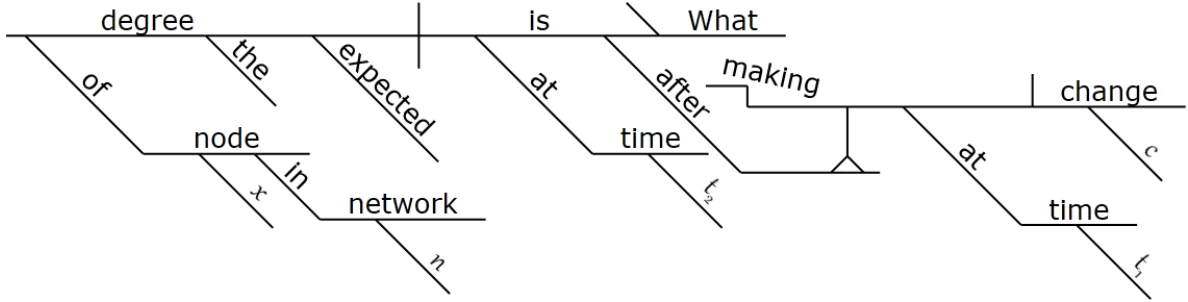 degree is What
of the expected at after making change
node in time at c
x network t₂ time
n t₁